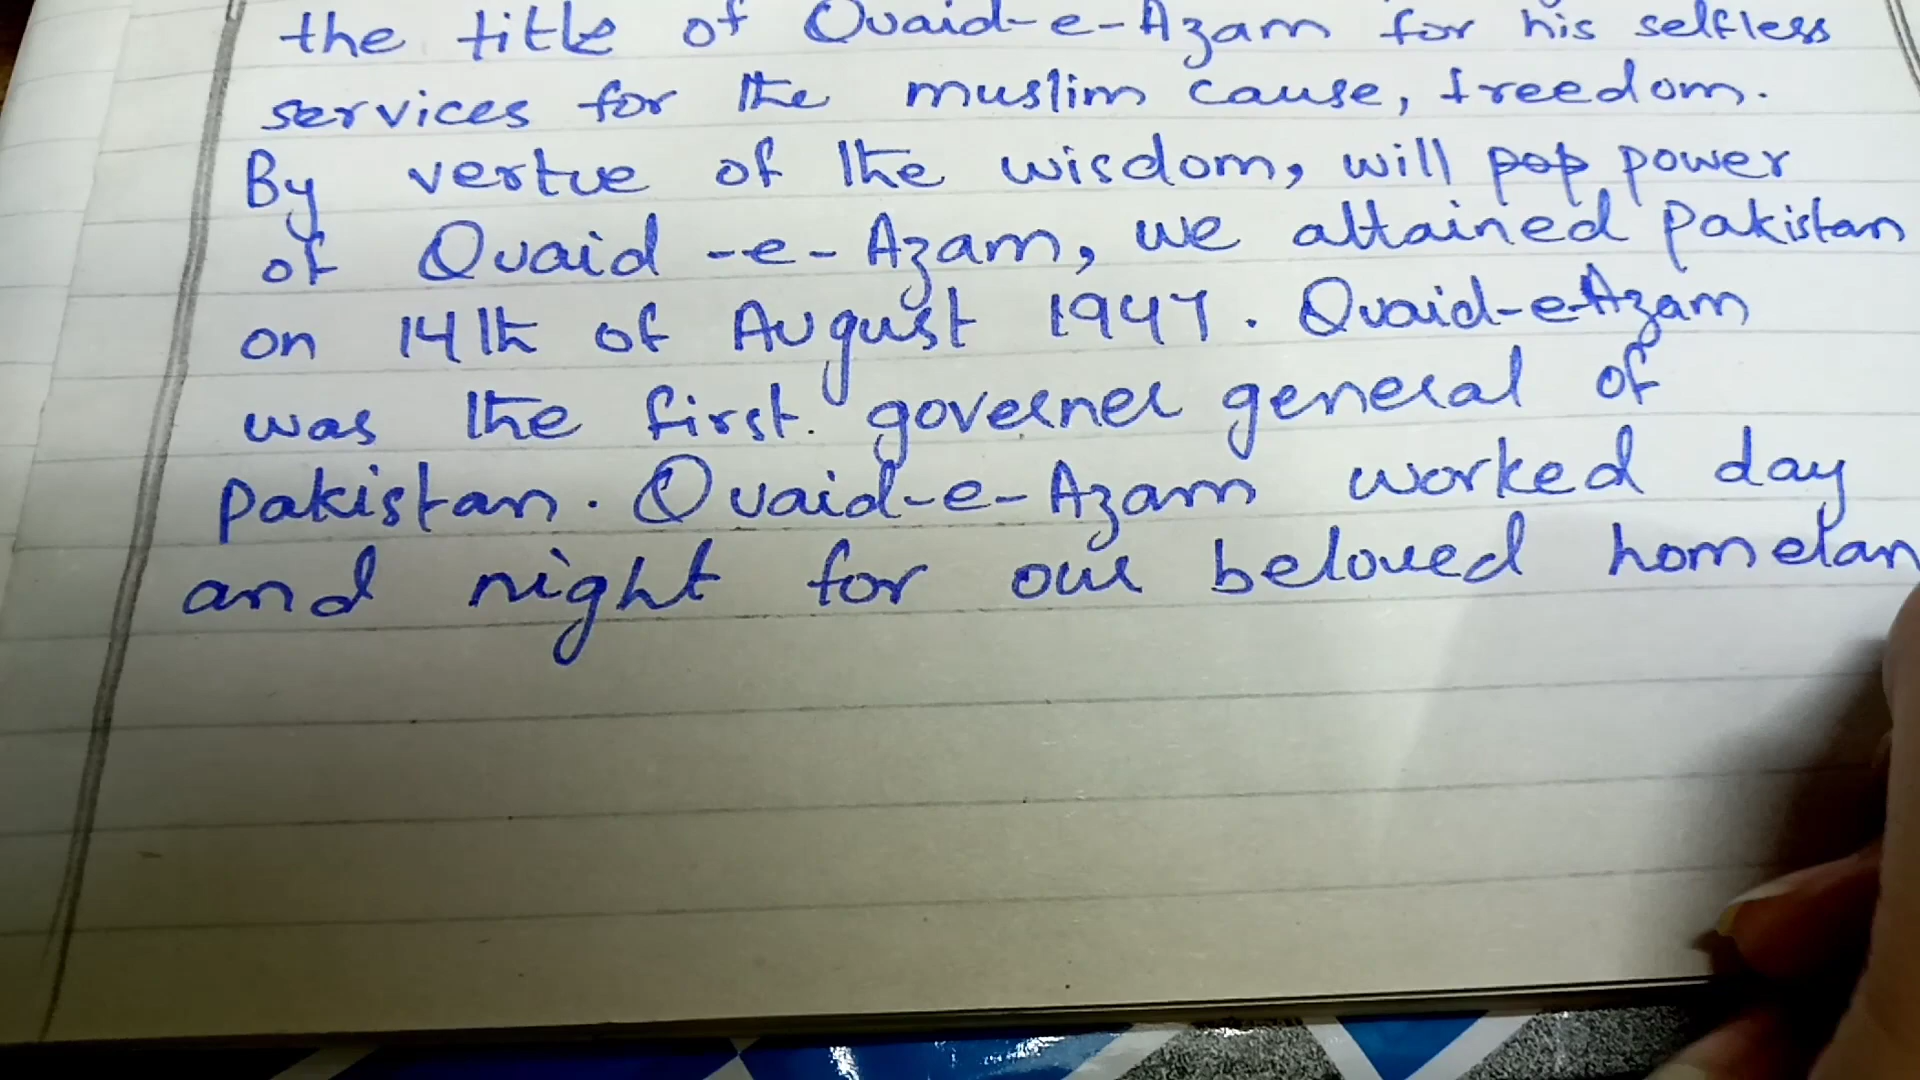 the title of Quaid-e-Azam for his selfless
services for the muslim cause, freedom.
By vertue of the wisdom, will pop power
of Quaid-e-Azam, we attained pakistan
on 14th of August 1947. Quaid-e-Azam
was the first. governer general of
pakistan. Quaid-e-Azam worked day
and night for our beloved homelan